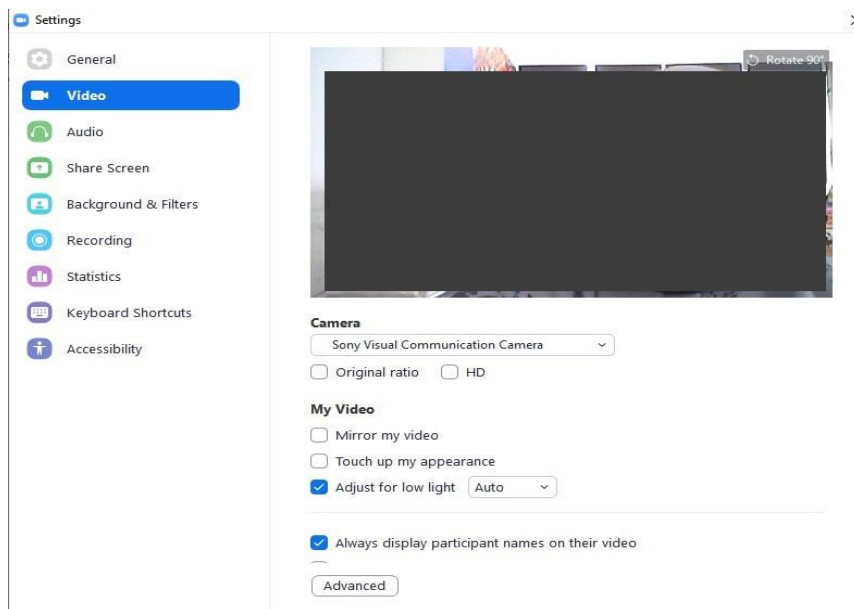 Settings
General
Video
Audio
Share Screen
Background & Filters
Recording
Statistics
Keyboard Shortcuts
Accessibility
Rotate 90°
Camera
Sony Visual Communication Camera
Original ratio HD
My Video
Mirror my video
Touch up my appearance
Adjust for low light Auto
Always display participant names on their video
Advanced